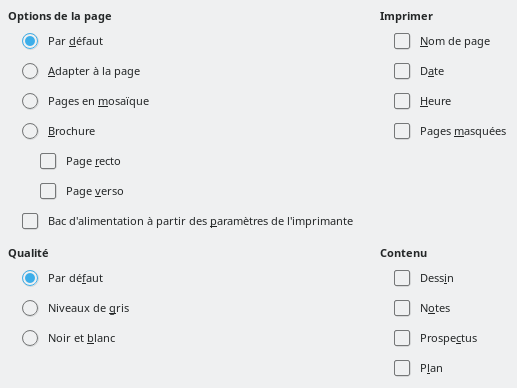 Options de la page
Par défaut
Adapter à la page
Pages en mosaïque
Brochure
Page recto
Page verso
Bac d'alimentation à partir des paramètres de l'imprimante
Imprimer
Nom de page
Date
Heure
Pages masquées
Qualité
Par défaut
Niveaux de gris
Noir et blanc
Contenu
Dessin
Notes
Prospectus
Plan